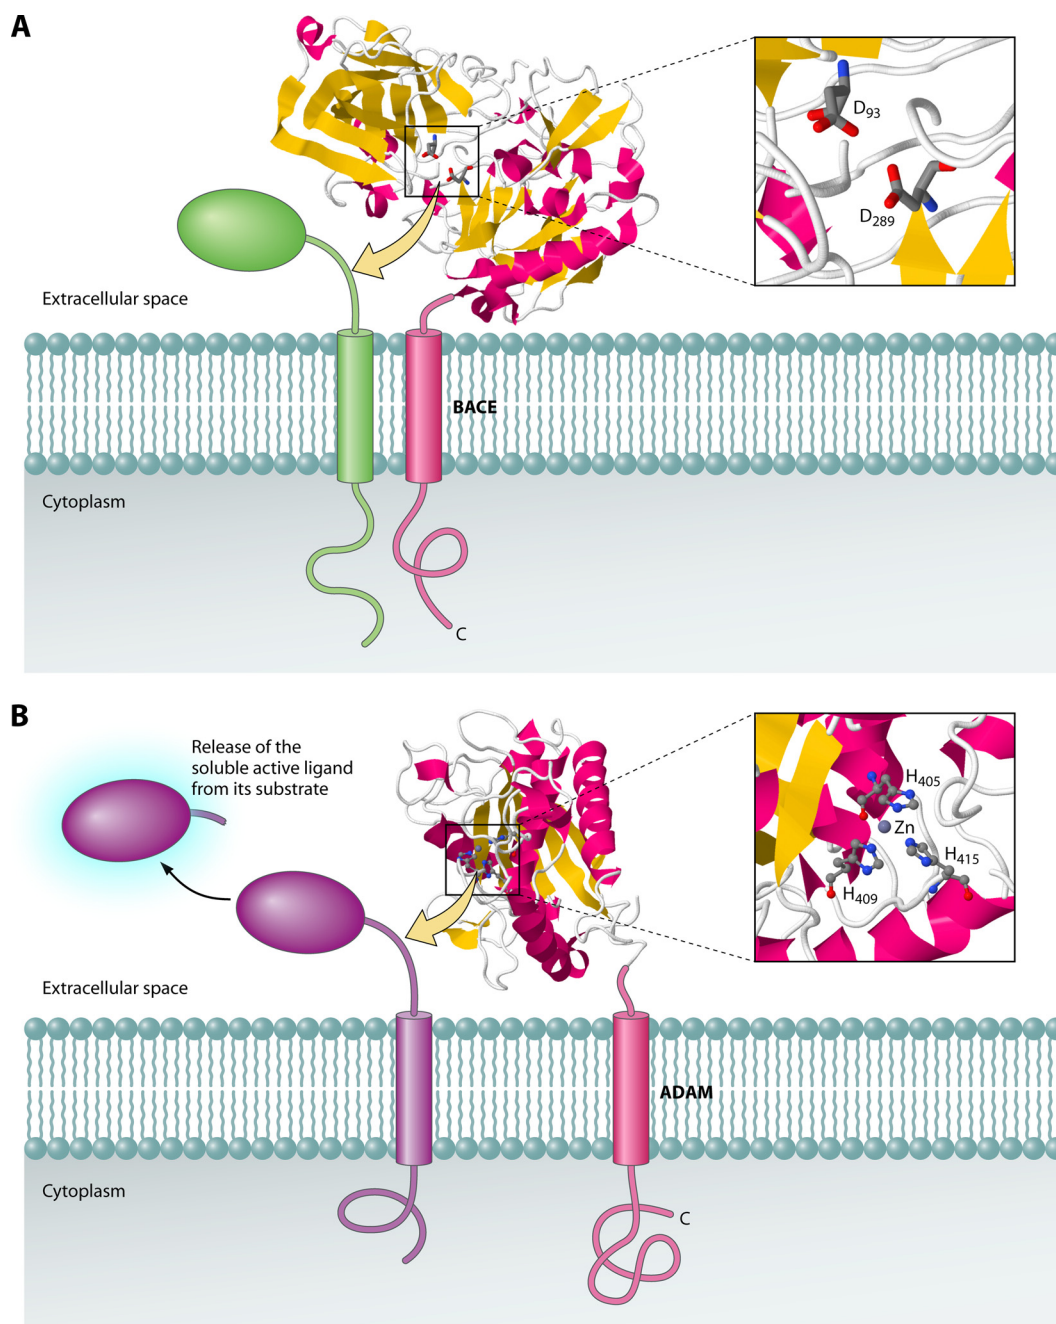 A
D93
D289
Extracellular space
BACE
Cytoplasm
C
B
Release of the
soluble active ligand
from its substrate
H405
Zn
H415
H409
Extracellular space
ADAM
Cytoplasm
C